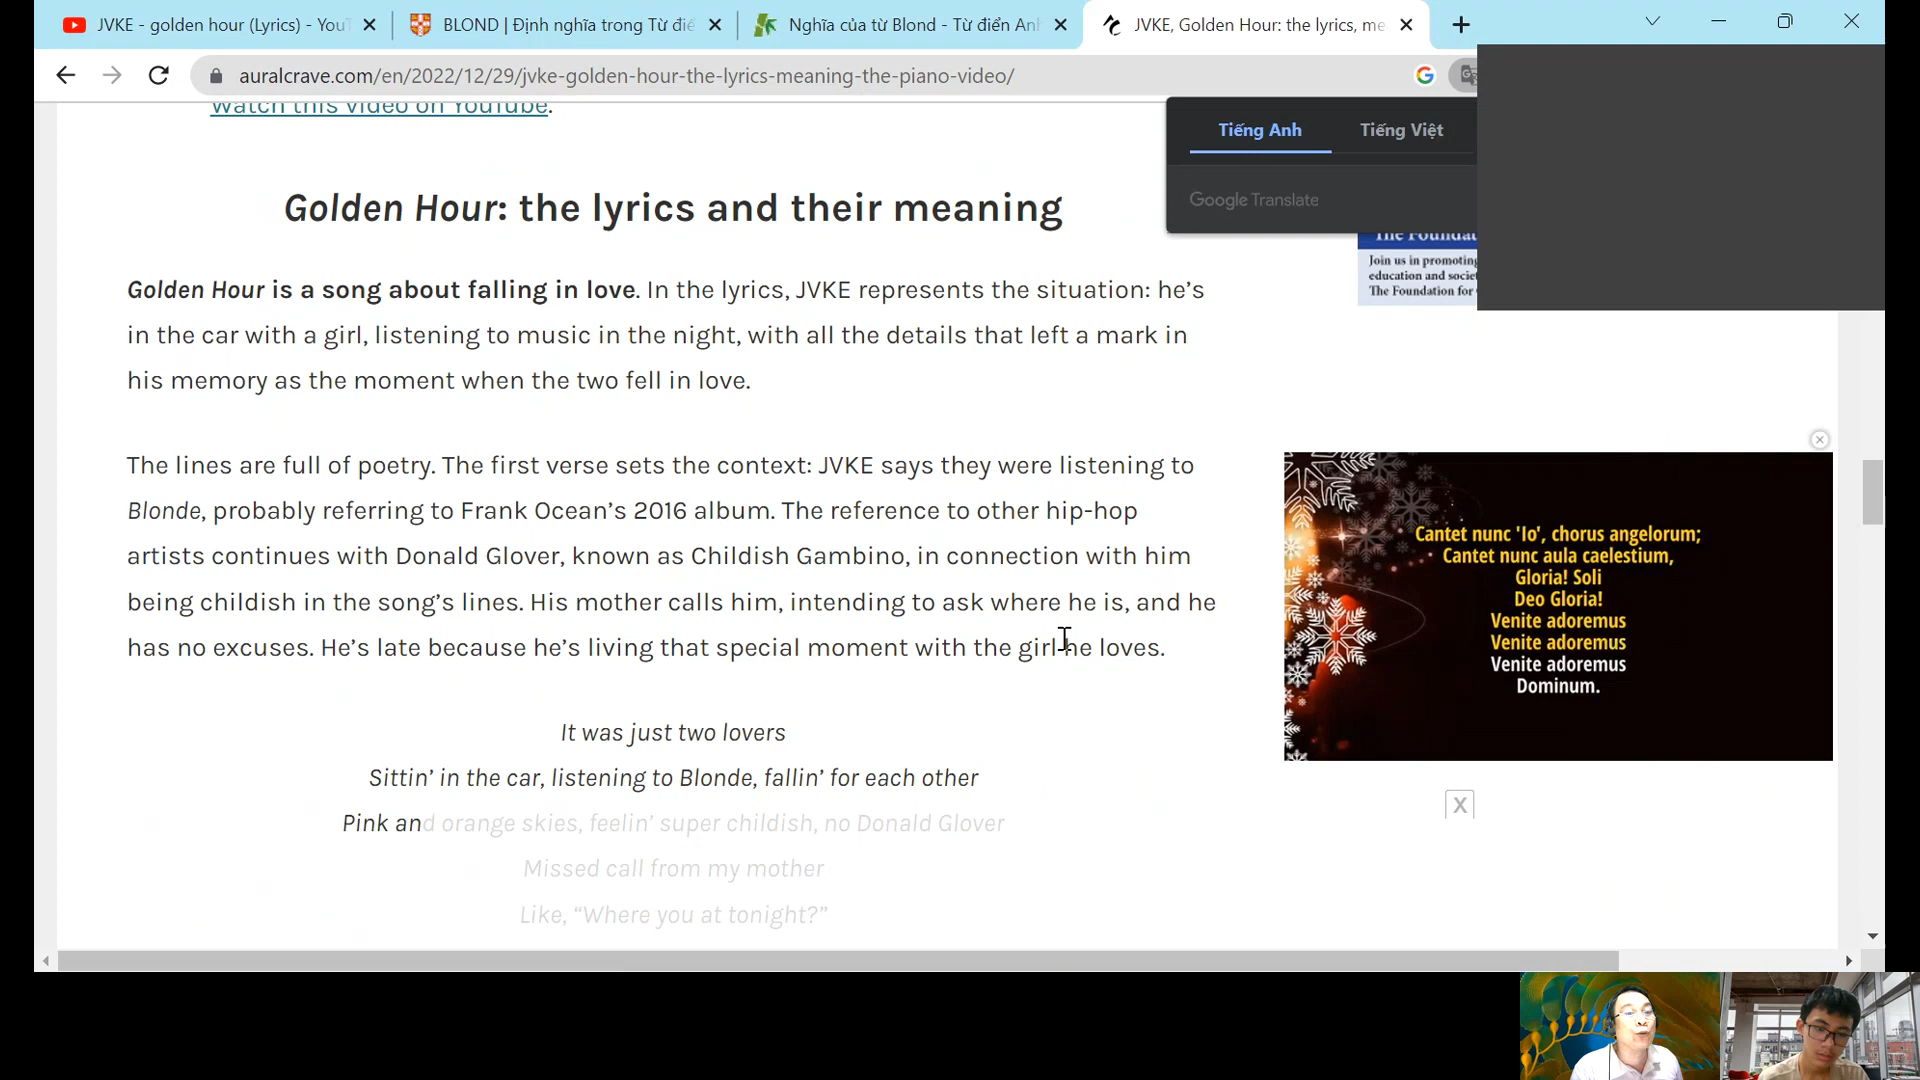 JVKE - golden hour (Lyrics) - YouT
BLOND | Định nghĩa trong Từ điể
Nghĩa của từ Blond - Từ điển Anh
JVKE, Golden Hour: the lyrics, me
auralcrave.com/en/2022/12/29/jvke-golden-hour-the-lyrics-meaning-the-piano-video/
Watch this video on YouTube.
Tiếng Anh Tiếng Việt
Google Translate
Golden Hour: the lyrics and their meaning
The Foundat
Join us in promoting
education and socie
The Foundation for
Golden Hour is a song about falling in love. In the lyrics, JVKE represents the situation: he's
in the car with a girl, listening to music in the night, with all the details that left a mark in
his memory as the moment when the two fell in love.
The lines are full of poetry. The first verse sets the context: JVKE says they were listening to
Blonde, probably referring to Frank Ocean's 2016 album. The reference to other hip-hop
artists continues with Donald Glover, known as Childish Gambino, in connection with him
being childish in the song's lines. His mother calls him, intending to ask where he is, and he
has no excuses. He's late because he's living that special moment with the girl he loves.
Cantet nunc 'Io', chorus angelorum;
Cantet nunc aula caelestium,
Gloria! Soli
Deo Gloria!
Venite adoremus
Venite adoremus
Venite adoremus
Dominum.
It was just two lovers
Sittin' in the car, listening to Blonde, fallin' for each other
Pink and orange skies, feelin' super childish, no Donald Glover
X
Missed call from my mother
Like, “Where you at tonight?”